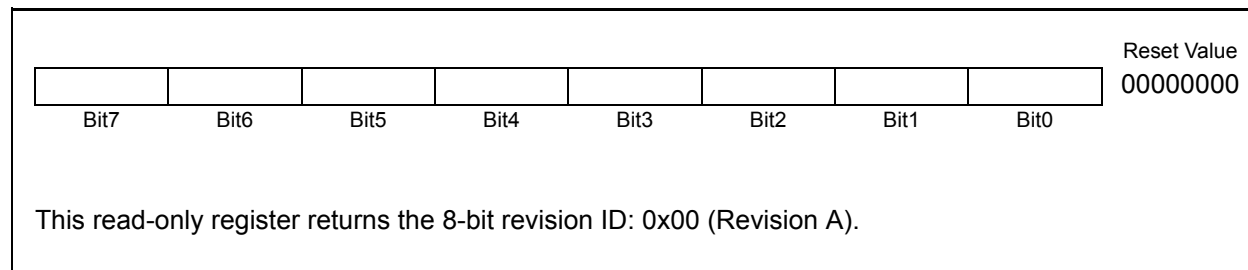 Reset Value
00000000
Bit7 Bit6 Bit5 Bit4 Bit3 Bit2 Bit1 Bit0
This read-only register returns the 8-bit revision ID: 0x00 (Revision A).